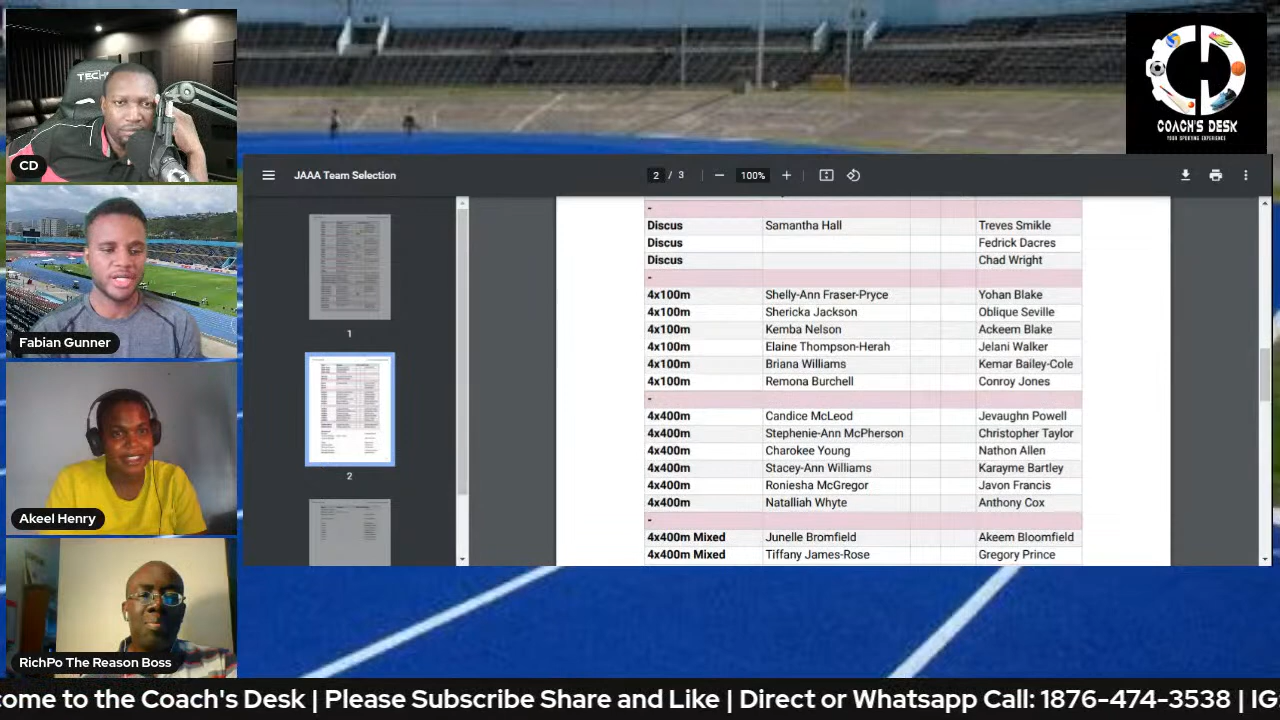 TECHNI
CD
Fabian Gunner
Akeel Henry
RichPo The Reason Boss
COACH'S DESK
YOUR SPORTING EXPERIENCE
JAAA Team Selection
2 / 3
100%
1
2
-
Discus Samantha Hall Treves Smikle
Discus Fedrick Dacres
Discus Chad Wright
-
4x100m Shelly-Ann Fraser-Pryce Yohan Blake
4x100m Shericka Jackson Oblique Seville
4x100m Kemba Nelson Ackeem Blake
4x100m Elaine Thompson-Herah Jelani Walker
4x100m Briana Williams Kemar Bailey-Cole
4x100m Remona Burchell Conroy Jones
-
4x400m Candice McLeod Jevaughn Powell
4x400m Stephenie-Ann McPherson Christopher Taylor
4x400m Charokee Young Nathon Allen
4x400m Stacey-Ann Williams Karayme Bartley
4x400m Roniesha McGregor Javon Francis
4x400m Natalliah Whyte Anthony Cox
-
4x400m Mixed Junelle Bromfield Akeem Bloomfield
4x400m Mixed Tiffany James-Rose Gregory Prince
come to the Coach's Desk | Please Subscribe Share and Like | Direct or Whatsapp Call: 1876-474-3538 | IG